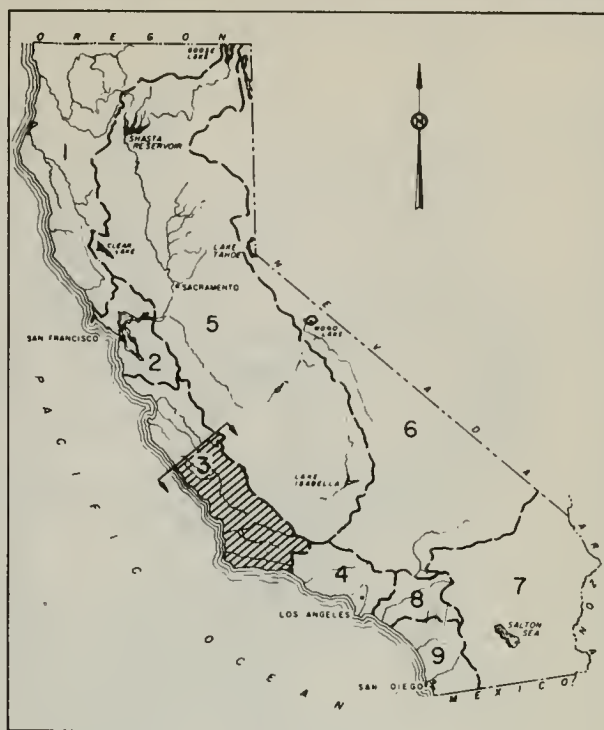 OREGON
GOOSE LAKE
SHASTA RESERVOIR
1
N
CLEAR LAKE
LAKE TAHOE
SACRAMENTO
NEVADA
5
MONO LAKE
SAN FRANCISCO
2
PACIFIC OCEAN
6
3
LAKE ISABELLA
ARIZONA
4
8
7
LOS ANGELES
SALTON SEA
9
SAN DIEGO
MEXICO